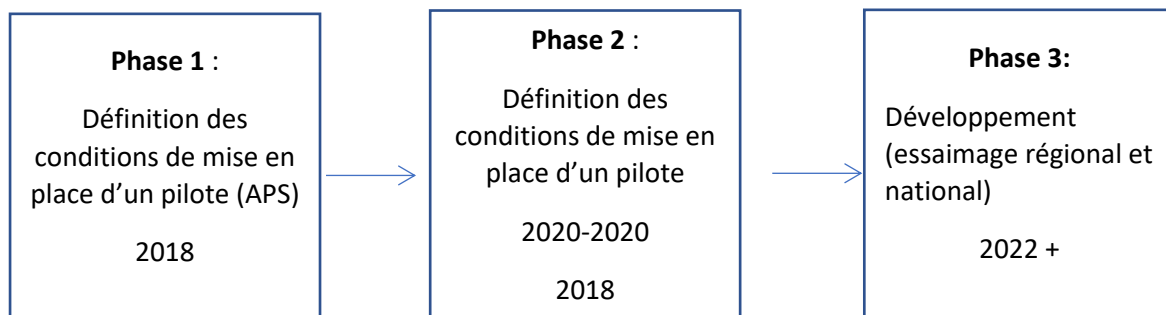 Phase 1 :
Définition des
conditions de mise en
place d’un pilote (APS)
2018
Phase 2 :
Définition des
conditions de mise en
place d’un pilote
2020-2020
2018
Phase 3:
Développement
(essaimage régional et
national)
2022 +